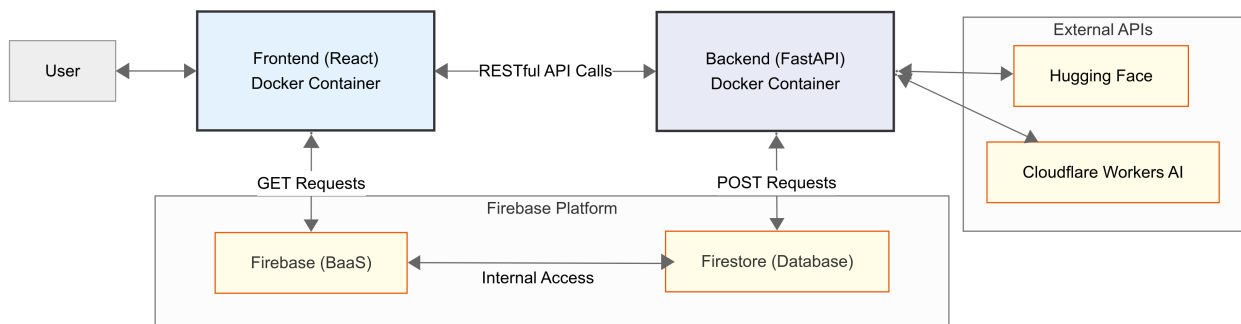 User
Frontend (React)
Docker Container
RESTful API Calls
Backend (FastAPI)
Docker Container
External APIs
Hugging Face
Cloudflare Workers AI
GET Requests
POST Requests
Firebase Platform
Firebase (BaaS)
Internal Access
Firestore (Database)